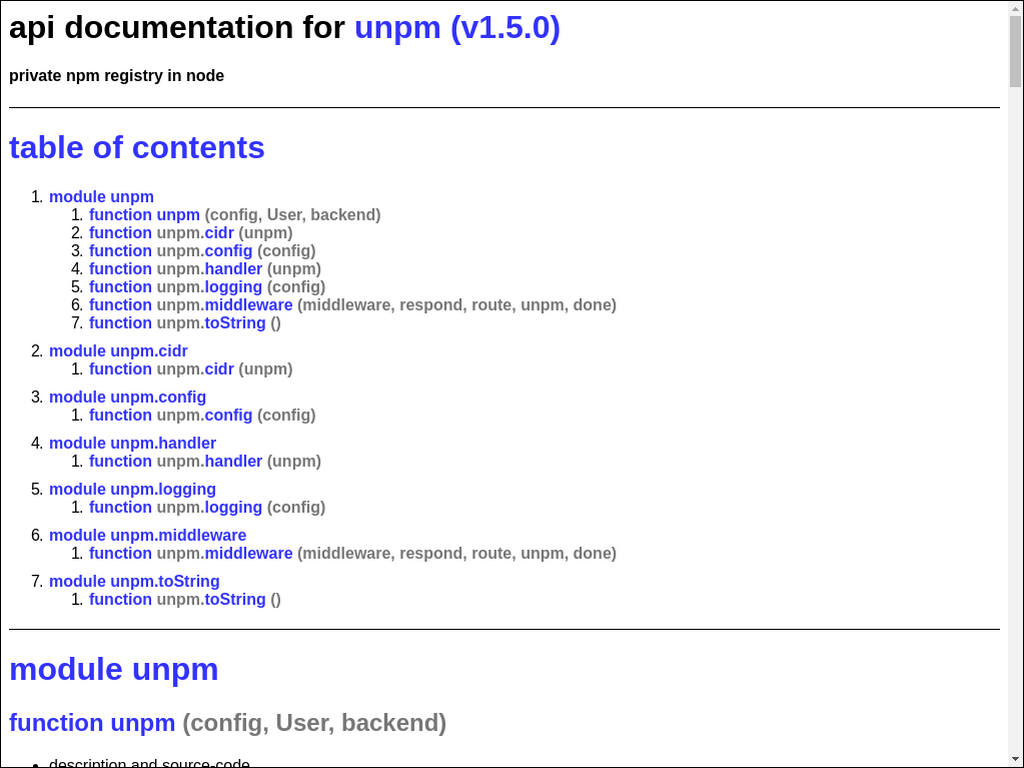 api documentation for unpm (v1.5.0)
private npm registry in node
table of contents
1. module unpm
1. function unpm (config, User, backend)
2. function unpm.cidr (unpm)
3. function unpm.config (config)
4. function unpm.handler (unpm)
5. function unpm.logging (config)
6. function unpm.middleware (middleware, respond, route, unpm, done)
7. function unpm.toString ()
2. module unpm.cidr
1. function unpm.cidr (unpm)
3. module unpm.config
1. function unpm.config (config)
4. module unpm.handler
1. function unpm.handler (unpm)
5. module unpm.logging
1. function unpm.logging (config)
6. module unpm.middleware
1. function unpm.middleware (middleware, respond, route, unpm, done)
7. module unpm.toString
1. function unpm.toString ()
module unpm
function unpm (config, User, backend)
• description and source-code